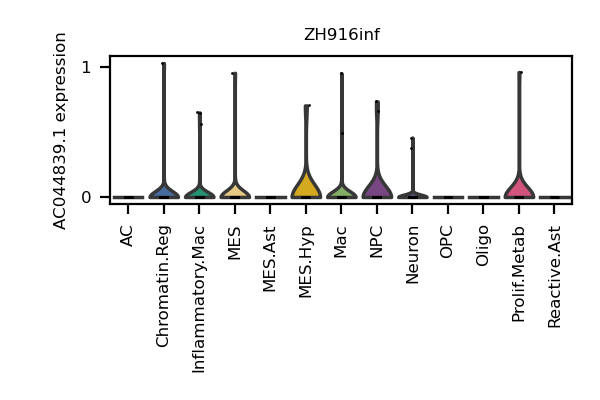 ZH916inf
AC044839.1 expression
1
0
AC
Chromatin.Reg
Inflammatory.Mac
MES
MES.Ast
MES.Hyp
Mac
NPC
Neuron
OPC
Oligo
Prolif.Metab
Reactive.Ast